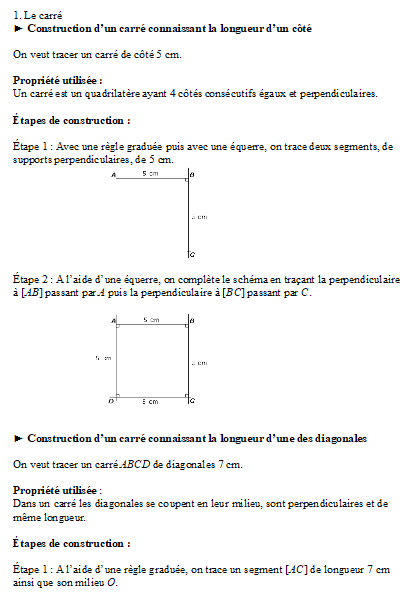 1. Le carré
► Construction d'un carré connaissant la longueur d'un côté
On veut tracer un carré de côté 5 cm.
Propriété utilisée :
Un carré est un quadrilatère ayant 4 côtés consécutifs égaux et perpendiculaires.
Étapes de construction :
Étape 1 : Avec une règle graduée puis avec une équerre, on trace deux segments, de
supports perpendiculaires, de 5 cm.
A 5 cm B
5 cm
C
Étape 2 : A l'aide d'une équerre, on complète le schéma en traçant la perpendiculaire
à [AB] passant par A puis la perpendiculaire à [BC] passant par C.
A 5 cm B
5 cm 5 cm
D 5 cm C
► Construction d'un carré connaissant la longueur d'une des diagonales
On veut tracer un carré ABCD de diagonales 7 cm.
Propriété utilisée :
Dans un carré les diagonales se coupent en leur milieu, sont perpendiculaires et de
même longueur.
Étapes de construction :
Étape 1 : A l'aide d'une règle graduée, on trace un segment [AC] de longueur 7 cm
ainsi que son milieu O.